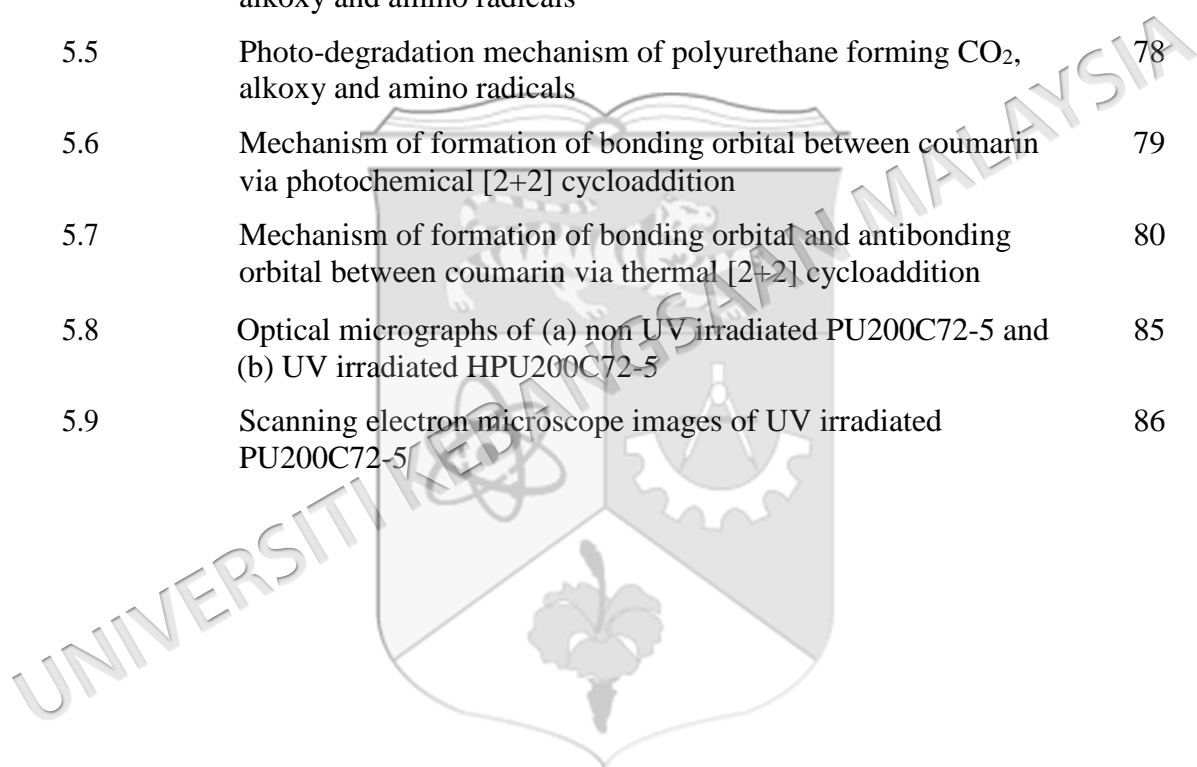 alkoxy and amino radicals
5.5 Photo-degradation mechanism of polyurethane forming CO₂, 78
alkoxy and amino radicals
5.6 Mechanism of formation of bonding orbital between coumarin 79
via photochemical [2+2] cycloaddition
5.7 Mechanism of formation of bonding orbital and antibonding 80
orbital between coumarin via thermal [2+2] cycloaddition
5.8 Optical micrographs of (a) non UV irradiated PU200C72-5 and 85
(b) UV irradiated HPU200C72-5
5.9 Scanning electron microscope images of UV irradiated 86
PU200C72-5
UNIVERSITI KEBANGSAAN MALAYSIA